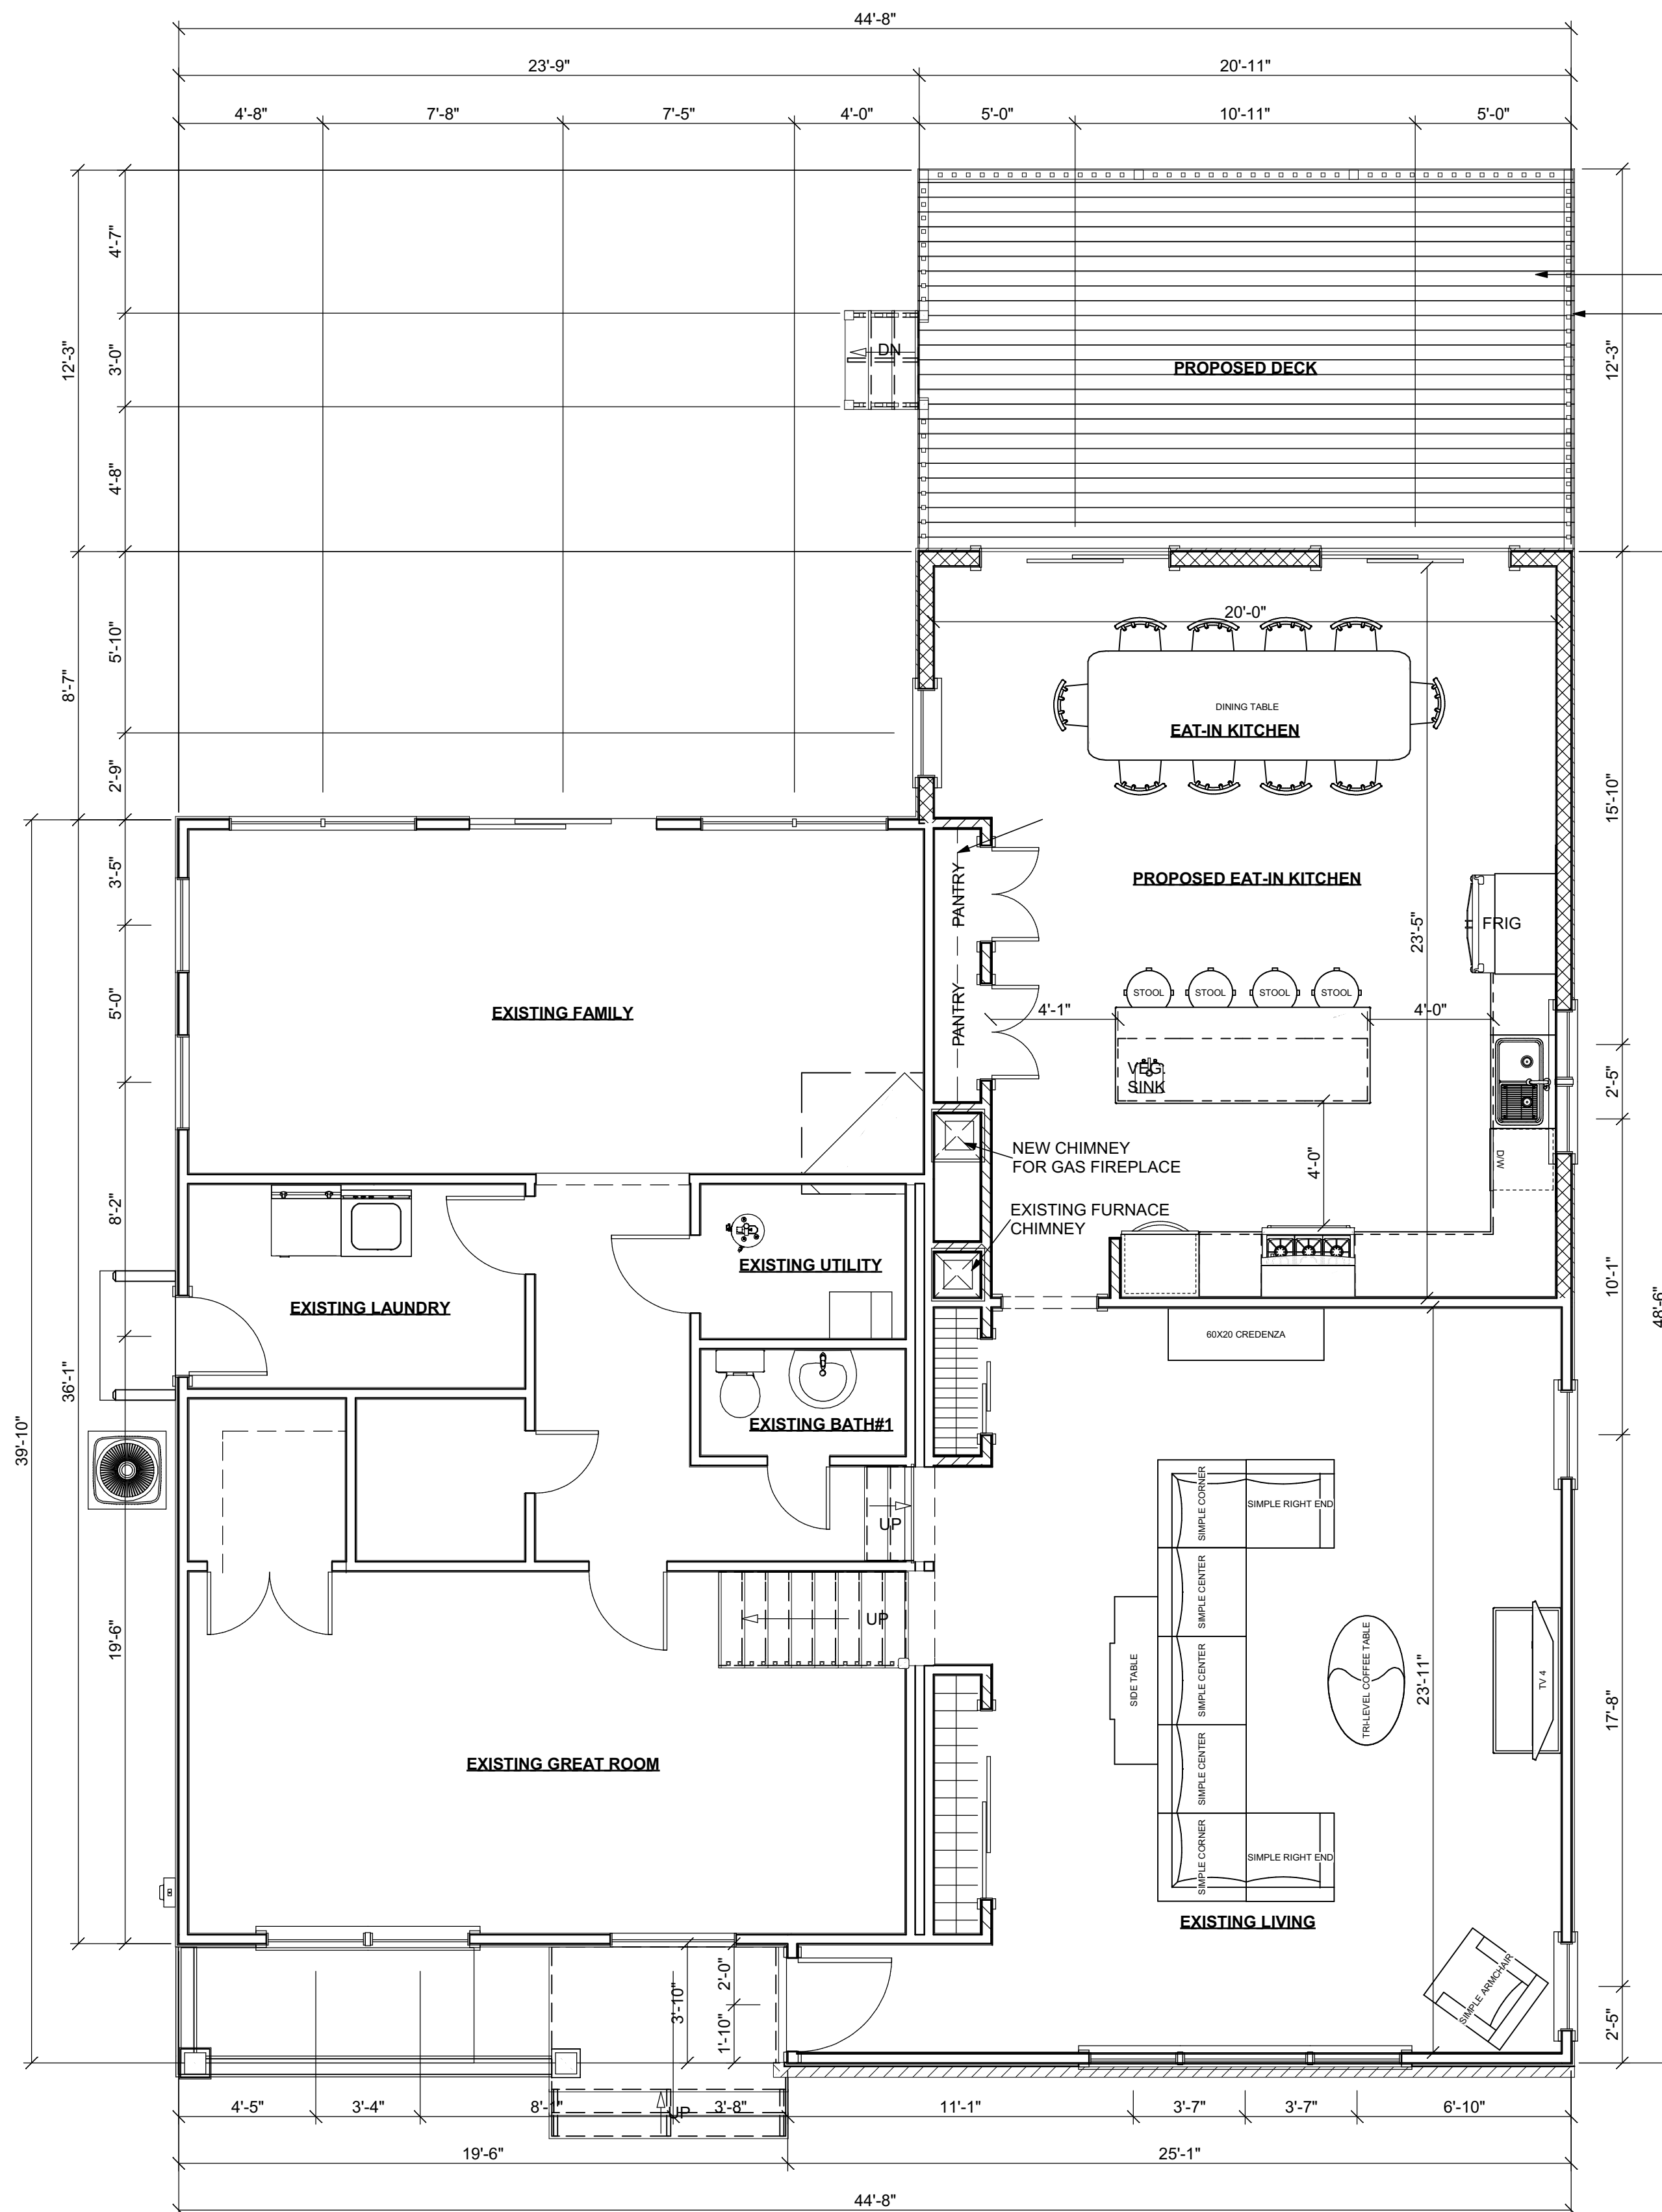 44'-8"
23'-9"
20'-11"
4'-8"
7'-8"
7'-5"
4'-0"
5'-0"
10'-11"
5'-0"
4'-7"
12'-3"
3'-0"
DN
PROPOSED DECK
12'-3"
4'-8"
20'-0"
5'-10"
8'-7"
DINING TABLE
EAT-IN KITCHEN
2'-9"
15'-10"
3'-5"
PANTRY
PROPOSED EAT-IN KITCHEN
23'-5"
FRIG
5'-0"
EXISTING FAMILY
PANTRY
STOOL
STOOL
STOOL
STOOL
4'-1"
4'-0"
VEG.
SINK
2'-5"
NEW CHIMNEY
FOR GAS FIREPLACE
4'-0"
D/W
8'-2"
EXISTING FURNACE
CHIMNEY
EXISTING UTILITY
EXISTING LAUNDRY
10'-1"
48'-6"
60X20 CREDENZA
36'-1"
39'-10"
EXISTING BATH#1
SIMPLE CORNER
SIMPLE RIGHT END
UP
SIMPLE CENTER
UP
19'-6"
SIDE TABLE
SIMPLE CENTER
TRI-LEVEL COFFEE TABLE
23'-11"
TV 4
17'-8"
EXISTING GREAT ROOM
SIMPLE CENTER
SIMPLE CORNER
SIMPLE RIGHT END
EXISTING LIVING
SIMPLE ARMCHAIR
3'-10"
2'-0"
1'-10"
2'-5"
4'-5"
3'-4"
UP
3'-8"
11'-1"
3'-7"
3'-7"
6'-10"
19'-6"
25'-1"
44'-8"